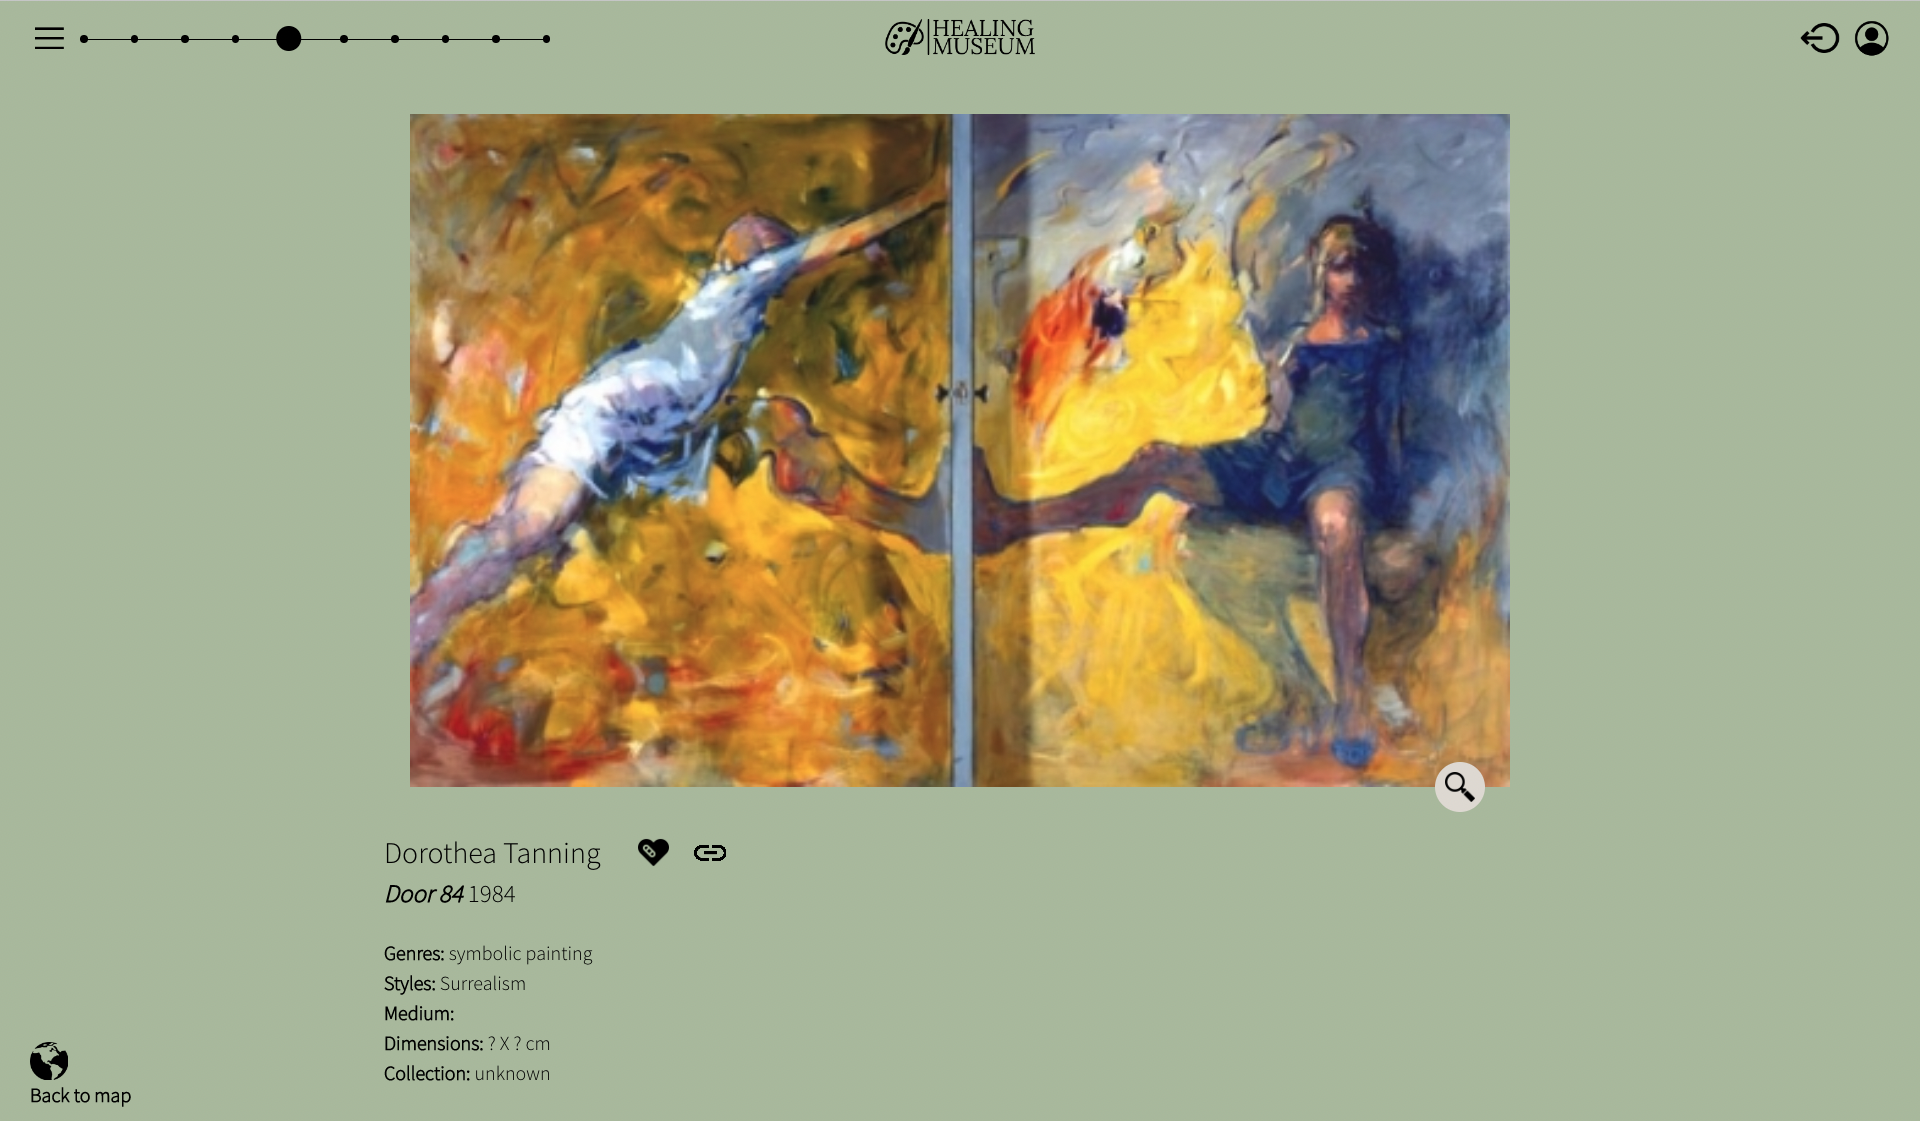 HEALING
MUSEUM
Dorothea Tanning
Door 84 1984
Genres: symbolic painting
Styles: Surrealism
Medium:
Dimensions: ? X ? cm
Collection: unknown
Back to map